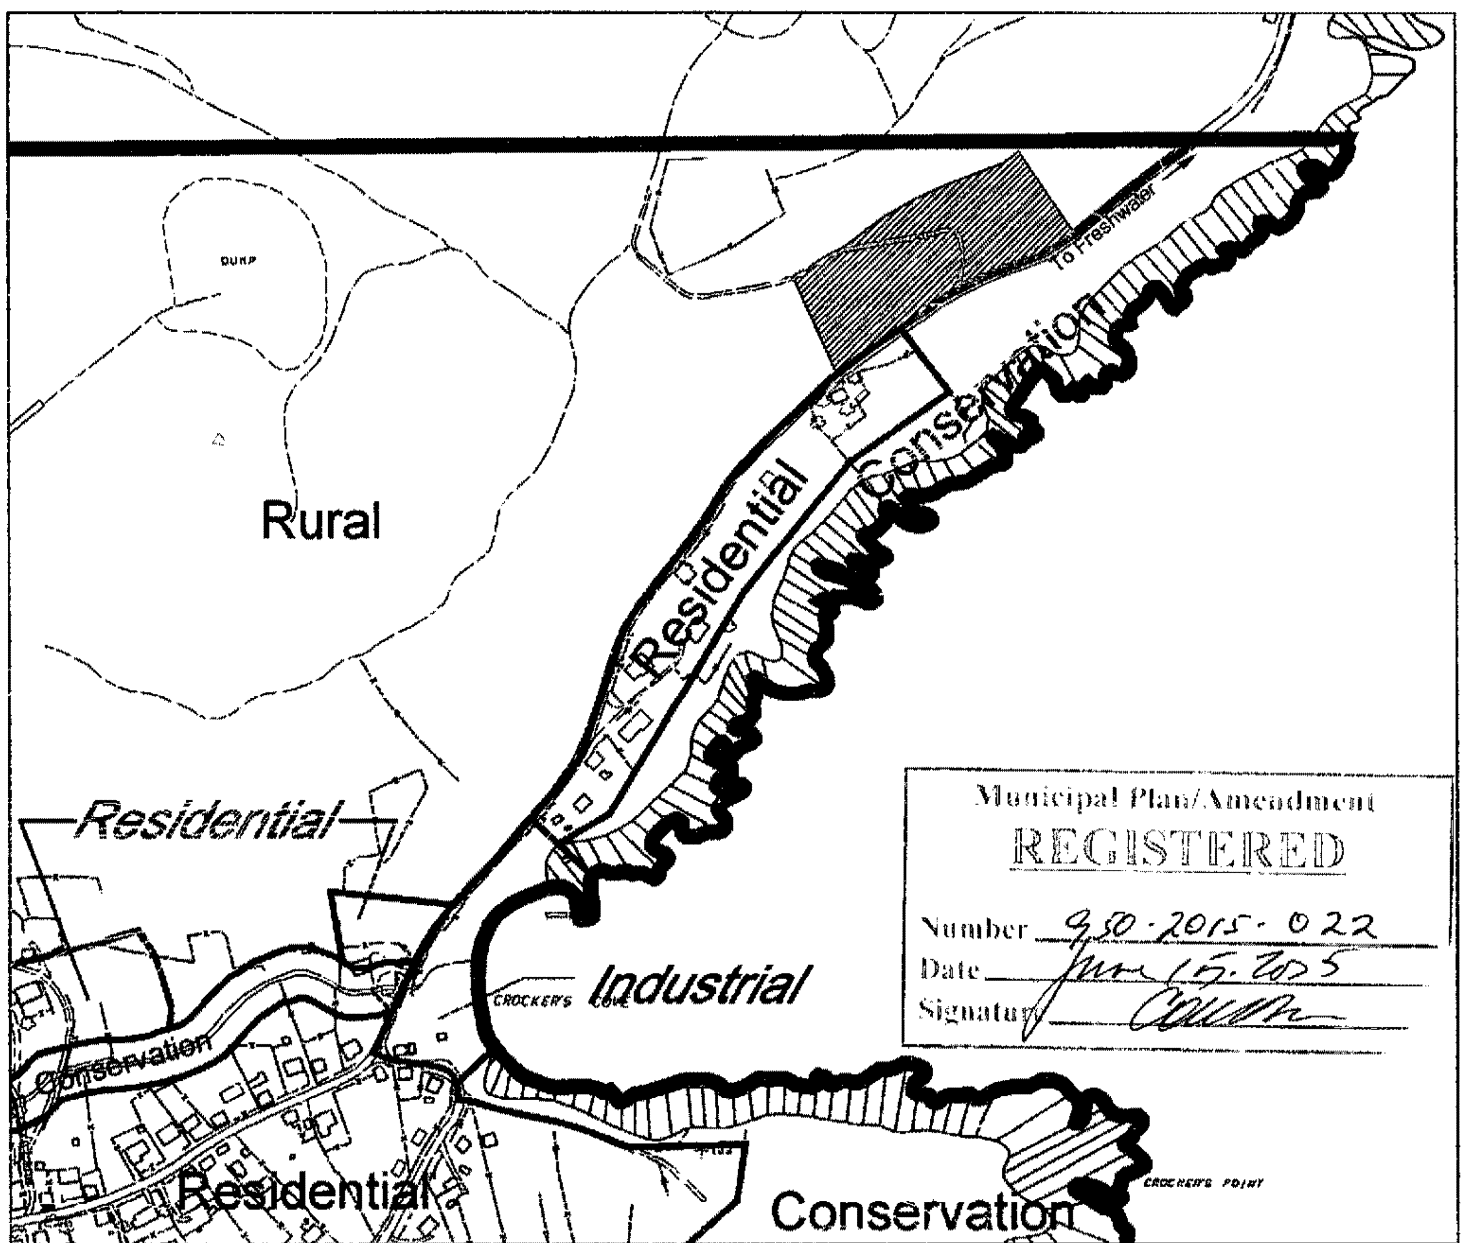 DUMP
To Freshwater
Conservation
Rural
Residential
Residential
Municipal Plan/Amendment
REGISTERED
Number 950-2015-022
Date June 15, 2015
Signature
Industrial
CROCKER'S COVE
Conservation
Residential
CROCKER'S POINT
Conservation